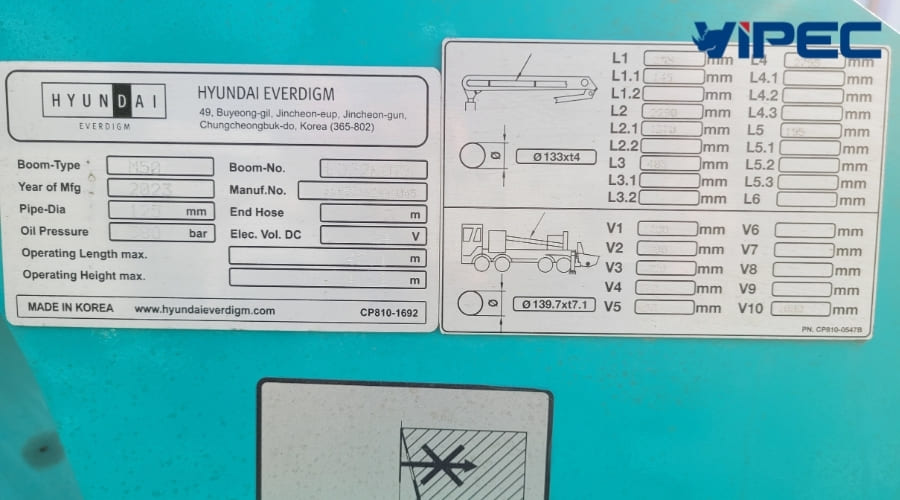 VIPEC
HYUNDAI
EVERDIGM
HYUNDAI EVERDIGM
49, Buyeong-gil, Jincheon-eup, Jincheon-gun,
Chungcheongbuk-do, Korea (365-802)
Boom-Type M50
Boom-No.
Year of Mfg 2023
Manuf.No.
Pipe-Dia 125 mm
End Hose m
Oil Pressure bar
Elec. Vol. DC V
Operating Length max. m
Operating Height max. m
MADE IN KOREA www.hyundaieverdigm.com CP810-1692
Ø
Ø 133xt4
L1 mm L4 mm
L1.1 mm L4.1 mm
L1.2 mm L4.2 mm
L2 mm L4.3 mm
L2.1 mm L5 195 mm
L2.2 mm L5.1 mm
L3 mm L5.2 mm
L3.1 mm L5.3 mm
L3.2 mm L6 mm
Ø
Ø 139.7xt7.1
V1 mm V6 mm
V2 mm V7 mm
V3 mm V8 mm
V4 mm V9 mm
V5 mm V10 mm
PN. CP810-0547B